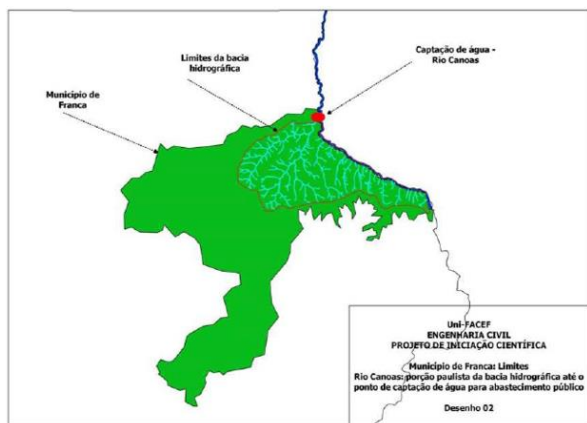 Captação de água -
Rio Canoas
Limites da bacia
hidrográfica
Município de
Franca
Uni-FACEF
ENGENHARIA CIVIL
PROJETO DE INICIAÇÃO CIENTÍFICA
Município de Franca: Limites
Rio Canoas: porção paulista da bacia hidrográfica até o
ponto de captação de água para abastecimento público
Desenho 02